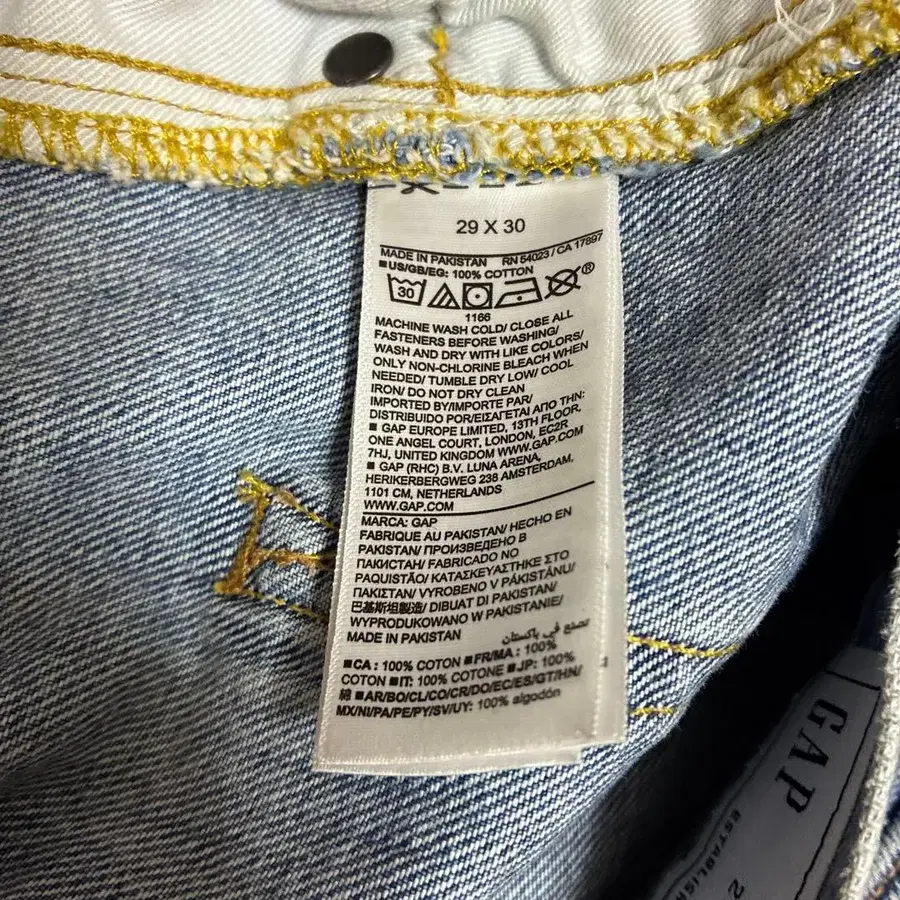 29 X 30
MADE IN PAKISTAN RN 54023 / CA 17897
■US/GB/EG: 100% COTTON
30 ®
1166
MACHINE WASH COLD/ CLOSE ALL
FASTENERS BEFORE WASHING/
WASH AND DRY WITH LIKE COLORS/
ONLY NON-CHLORINE BLEACH WHEN
NEEDED/ TUMBLE DRY LOW/ COOL
IRON/ DO NOT DRY CLEAN
IMPORTED BY/IMPORTE PAR/
DISTRIBUIDO POR/ΕΙΣΑΓΕΤΑΙ ΑΠΟ ΤΗΝ:
■ GAP EUROPE LIMITED, 13TH FLOOR,
ONE ANGEL COURT, LONDON, EC2R
7HJ, UNITED KINGDOM WWW.GAP.COM
■ GAP (RHC) B.V. LUNA ARENA,
HERIKERBERGWEG 238 AMSTERDAM,
1101 CM, NETHERLANDS
WWW.GAP.COM
MARCA: GAP
FABRIQUE AU PAKISTAN/ HECHO EN
PAKISTAN/ ПРОИЗВЕДЕНО В
ПАКИСТАН/ FABRICADO NO
PAQUISTÃO/ ΚΑΤΑΣΚΕΥΑΣΤΗΚΕ ΣΤΟ
ΠΑΚΙΣΤΑΝ/ VYROBENO V PÁKISTÁNU/
巴基斯坦製造/ DIBUAT DI PAKISTAN/
WYPRODUKOWANO W PAKISTANIE/
MADE IN PAKISTAN تصنع في باكستان
■CA : 100% COTON ■FR/MA : 100%
COTON ■IT: 100% COTONE ■JP: 100%
綿 ■AR/BO/CL/CO/CR/DO/EC/ES/GT/HN/
MX/NI/PA/PE/PY/SV/UY: 100% algodón
GAP